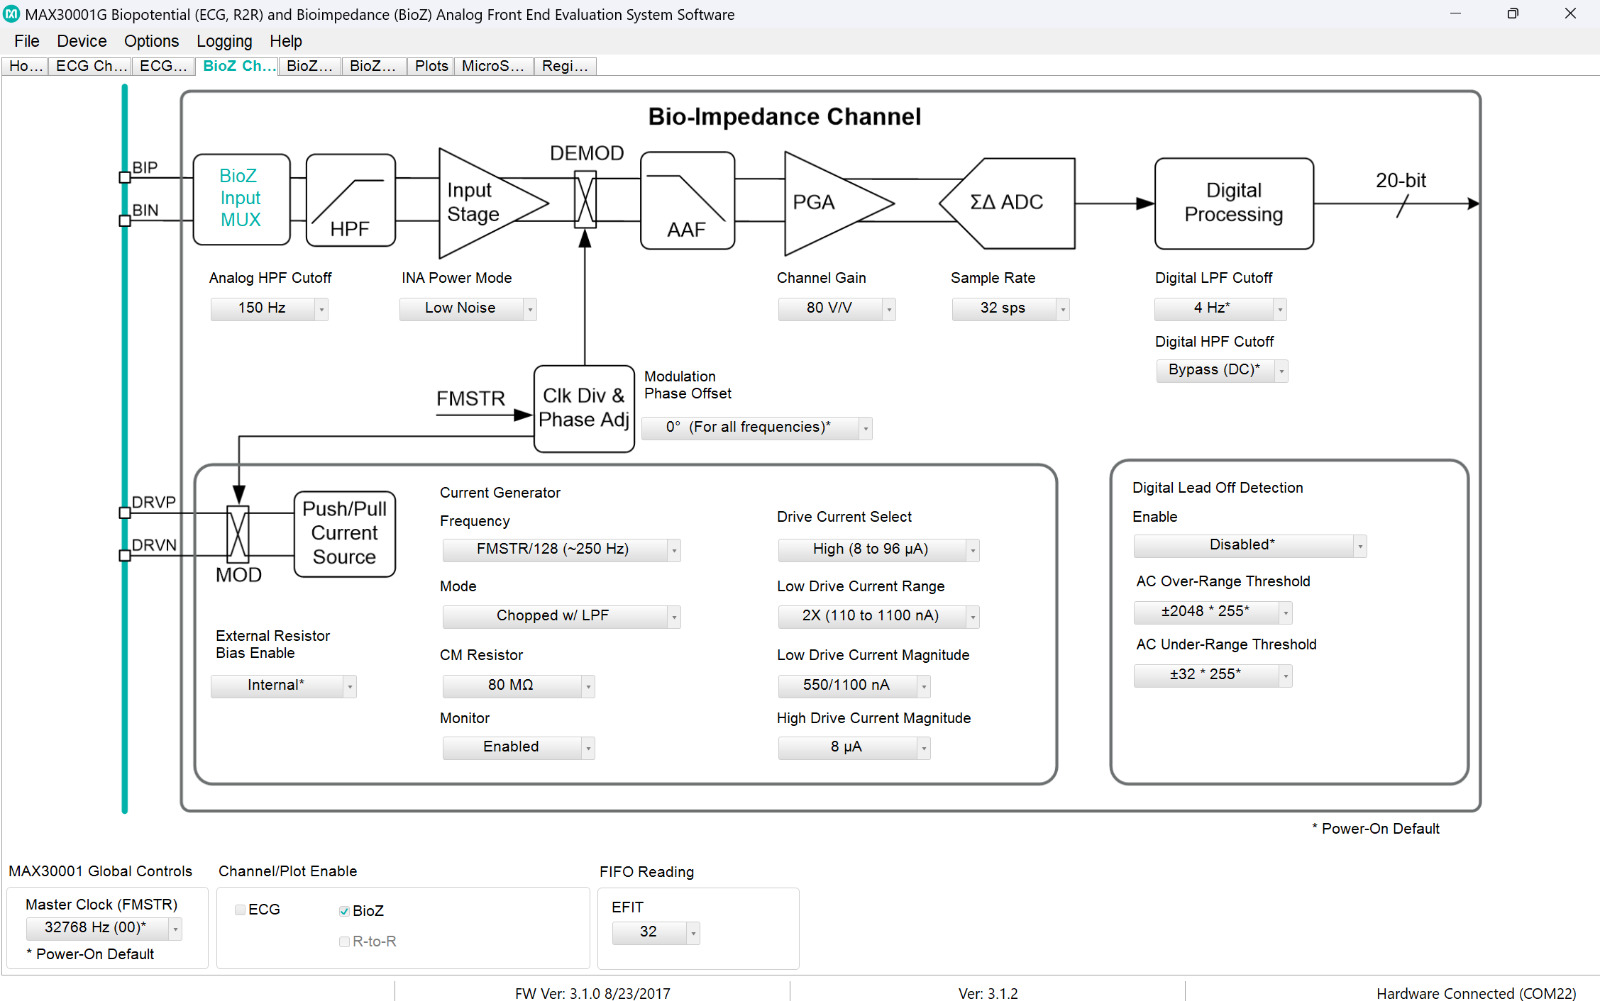 MAX30001G Biopotential (ECG, R2R) and Bioimpedance (BioZ) Analog Front End Evaluation System Software
File Device Options Logging Help
Ho... ECG Ch... ECG... BioZ Ch... BioZ... BioZ... Plots MicroS... Regi...
Bio-Impedance Channel
DEMOD
BIP
BIN
BioZ
Input
MUX
HPF
Input
Stage
AAF
PGA
ΣΔ ADC
Digital
Processing
20-bit
Analog HPF Cutoff
150 Hz
INA Power Mode
Low Noise
Channel Gain
80 V/V
Sample Rate
32 sps
Digital LPF Cutoff
4 Hz*
Digital HPF Cutoff
Bypass (DC)*
FMSTR
Clk Div &
Phase Adj
Modulation
Phase Offset
0° (For all frequencies)*
DRVP
DRVN
MOD
Push/Pull
Current
Source
External Resistor
Bias Enable
Internal*
Current Generator
Frequency
FMSTR/128 (~250 Hz)
Mode
Chopped w/ LPF
CM Resistor
80 MΩ
Monitor
Enabled
Drive Current Select
High (8 to 96 µA)
Low Drive Current Range
2X (110 to 1100 nA)
Low Drive Current Magnitude
550/1100 nA
High Drive Current Magnitude
8 µA
Digital Lead Off Detection
Enable
Disabled*
AC Over-Range Threshold
±2048 * 255*
AC Under-Range Threshold
±32 * 255*
* Power-On Default
MAX30001 Global Controls
Master Clock (FMSTR)
32768 Hz (00)*
* Power-On Default
Channel/Plot Enable
ECG
BioZ
R-to-R
FIFO Reading
EFIT
32
FW Ver: 3.1.0 8/23/2017
Ver: 3.1.2
Hardware Connected (COM22)